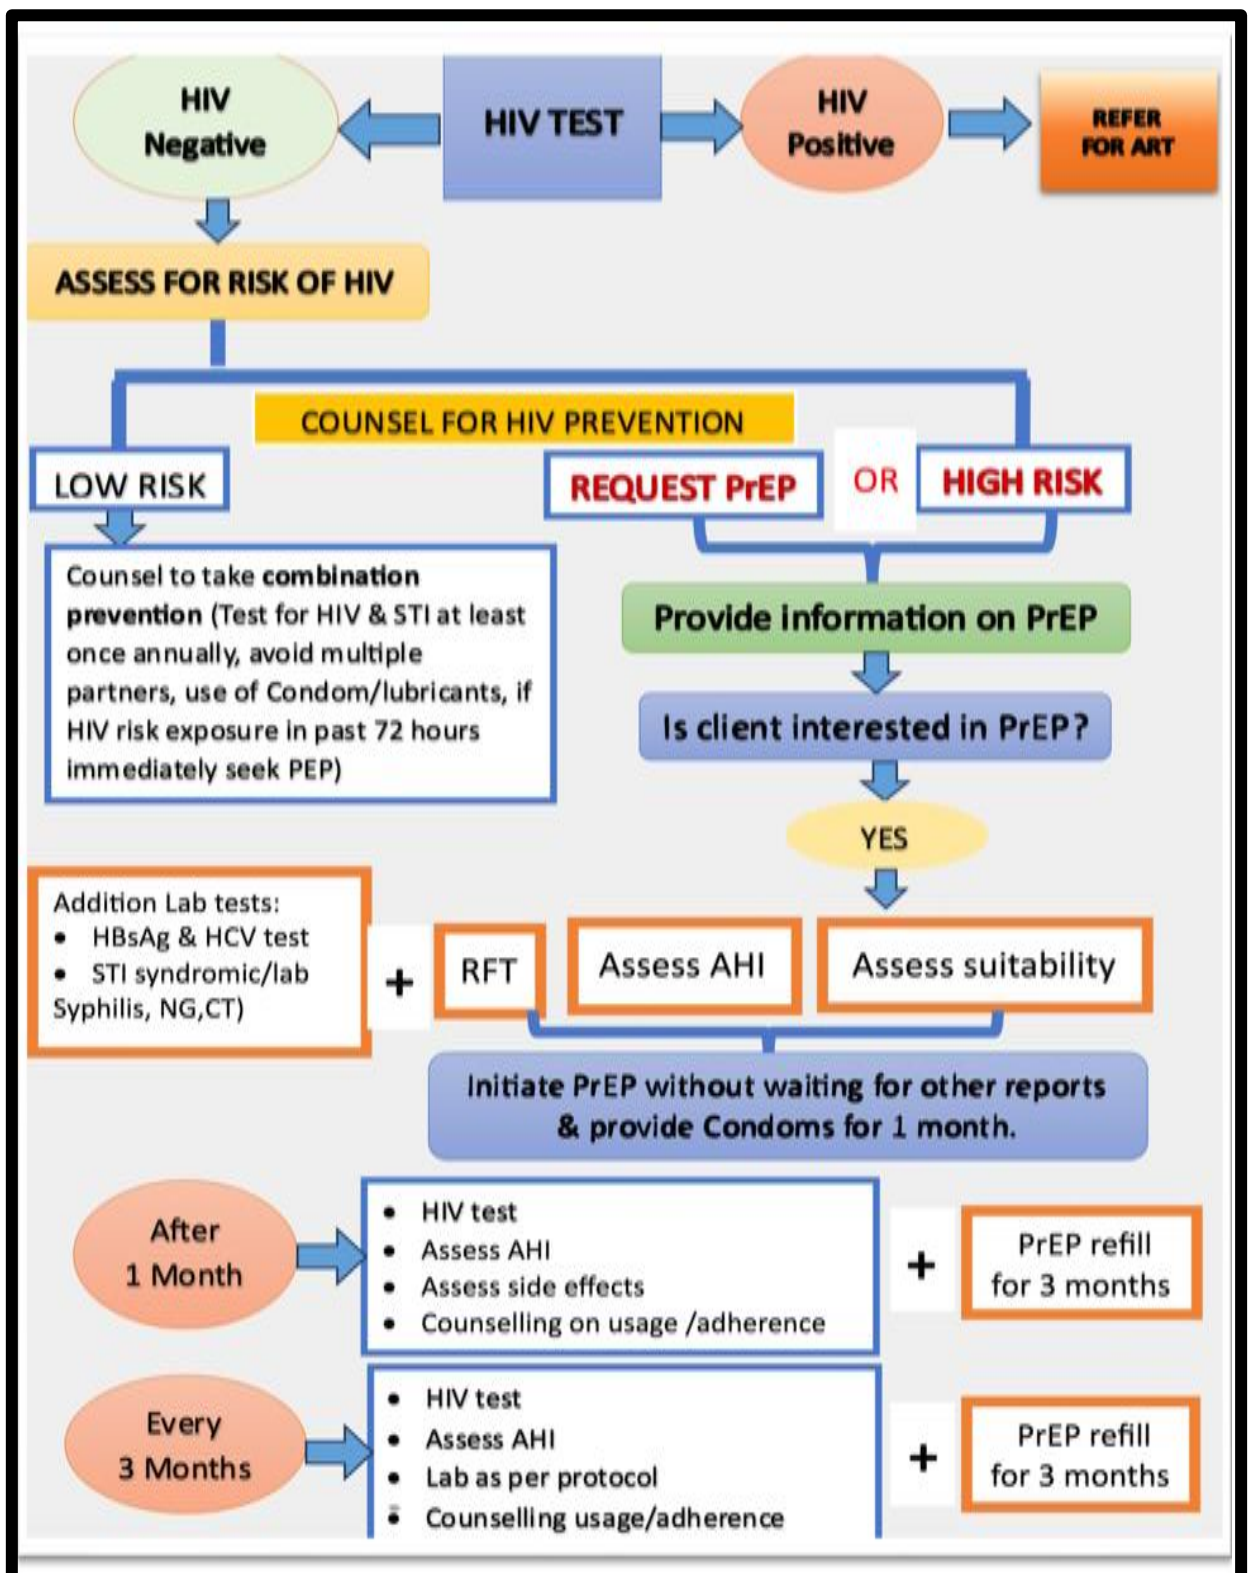 HIV
Negative
HIV TEST
HIV
Positive
REFER
FOR ART
ASSESS FOR RISK OF HIV
COUNSEL FOR HIV PREVENTION
LOW RISK
REQUEST PrEP
OR
HIGH RISK
Counsel to take combination
prevention (Test for HIV & STI at least
once annually, avoid multiple
partners, use of Condom/lubricants, if
HIV risk exposure in past 72 hours
immediately seek PEP)
Provide information on PrEP
Is client interested in PrEP?
YES
Addition Lab tests:
• HBsAg & HCV test
• STI syndromic/lab
Syphilis, NG,CT)
+
RFT
Assess AHI
Assess suitability
Initiate PrEP without waiting for other reports
& provide Condoms for 1 month.
After
1 Month
• HIV test
• Assess AHI
• Assess side effects
• Counselling on usage /adherence
+
PrEP refill
for 3 months
Every
3 Months
• HIV test
• Assess AHI
• Lab as per protocol
• Counselling usage/adherence
+
PrEP refill
for 3 months